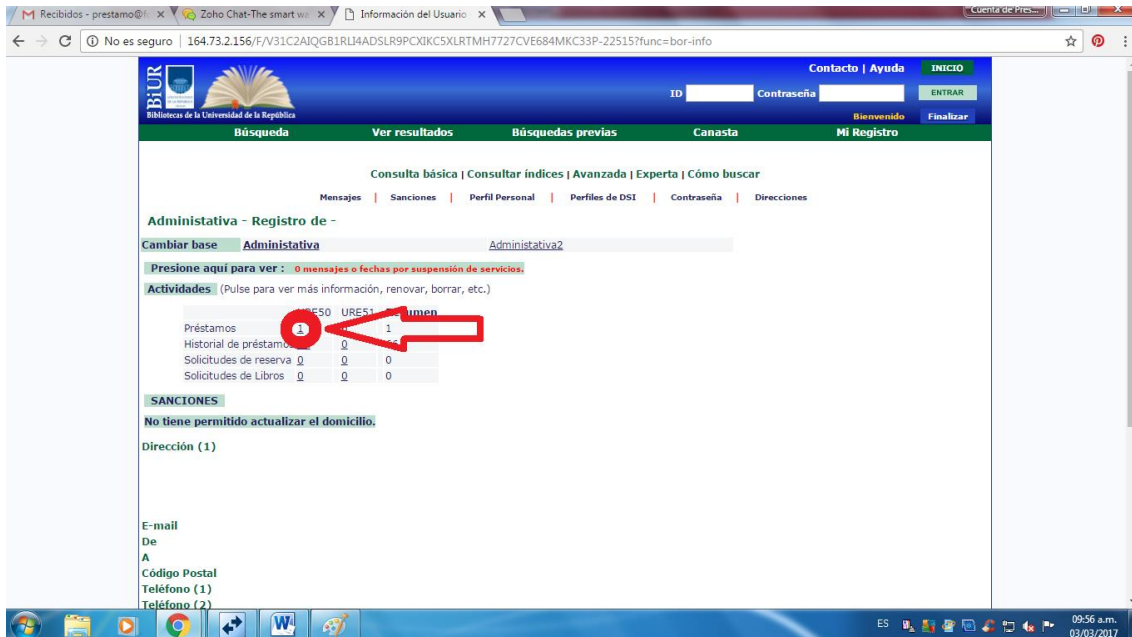 Recibidos - prestamo@f
Zoho Chat-The smart wa
Información del Usuario
Cuenta de Pres...
No es seguro | 164.73.2.156/F/V31C2AIQGB1RLI4ADSLR9PCXIKC5XLRTMH7727CVE684MKC33P-22515?func=bor-info
BiUR
Bibliotecas de la Universidad de la República
Contacto | Ayuda INICIO
ID Contraseña ENTRAR
Bienvenido Finalizar
Búsqueda Ver resultados Búsquedas previas Canasta Mi Registro
Consulta básica | Consultar índices | Avanzada | Experta | Cómo buscar
Mensajes | Sanciones | Perfil Personal | Perfiles de DSI | Contraseña | Direcciones
Administativa - Registro de -
Cambiar base Administativa Administativa2
Presione aquí para ver : 0 mensajes o fechas por suspensión de servicios.
Actividades (Pulse para ver más información, renovar, borrar, etc.)
URE50 URE51 Resumen
Préstamos 1 1
Historial de préstamos 0
Solicitudes de reserva 0 0 0
Solicitudes de Libros 0 0 0
SANCIONES
No tiene permitido actualizar el domicilio.
Dirección (1)
E-mail
De
A
Código Postal
Teléfono (1)
Teléfono (2)
ES 09:56 a.m.
03/03/2017